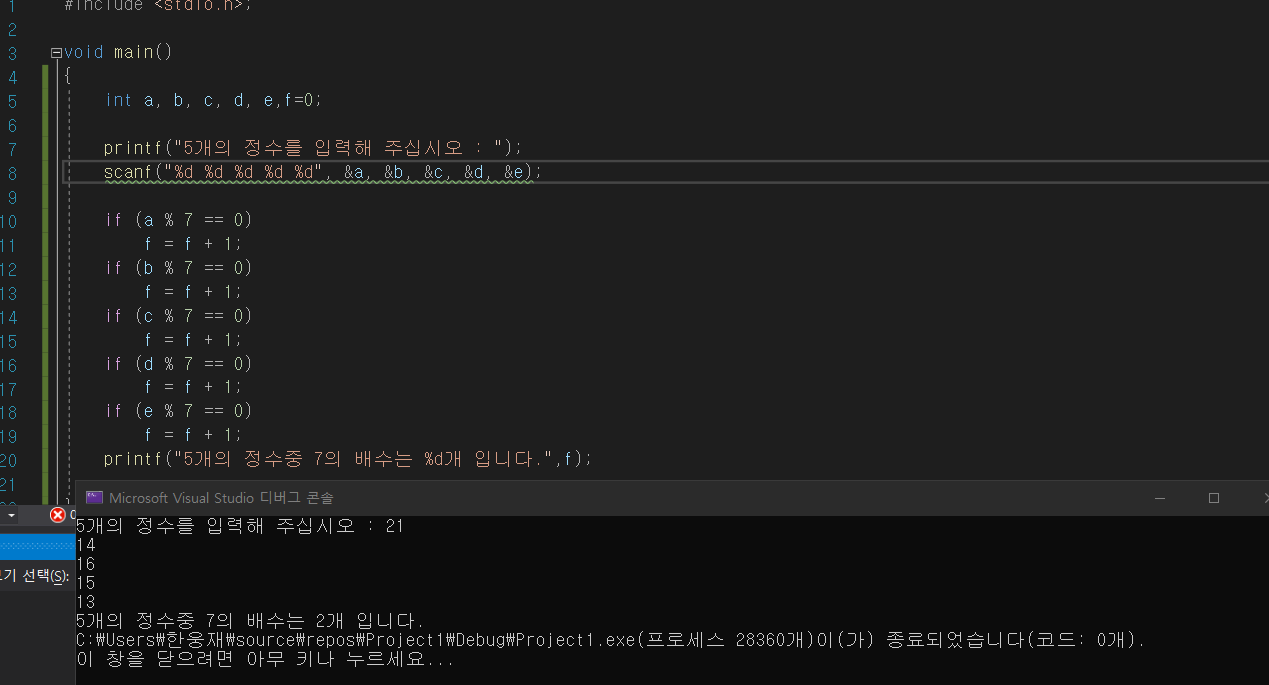 1 #include <stdio.h>
2
3 void main()
4 {
5 int a, b, c, d, e,f=0;
6
7 printf("5개의 정수를 입력해 주십시오 : ");
8 scanf("%d %d %d %d %d", &a, &b, &c, &d, &e);
9
10 if (a % 7 == 0)
11 f = f + 1;
12 if (b % 7 == 0)
13 f = f + 1;
14 if (c % 7 == 0)
15 f = f + 1;
16 if (d % 7 == 0)
17 f = f + 1;
18 if (e % 7 == 0)
19 f = f + 1;
20 printf("5개의 정수중 7의 배수는 %d개 입니다.",f);
21
Microsoft Visual Studio 디버그 콘솔
5개의 정수를 입력해 주십시오 : 21
14
16
15
13
5개의 정수중 7의 배수는 2개 입니다.
C:₩Users₩한웅재₩source₩repos₩Project1₩Debug₩Project1.exe(프로세스 28360개)이(가) 종료되었습니다(코드: 0개).
이 창을 닫으려면 아무 키나 누르세요...
선택(S):